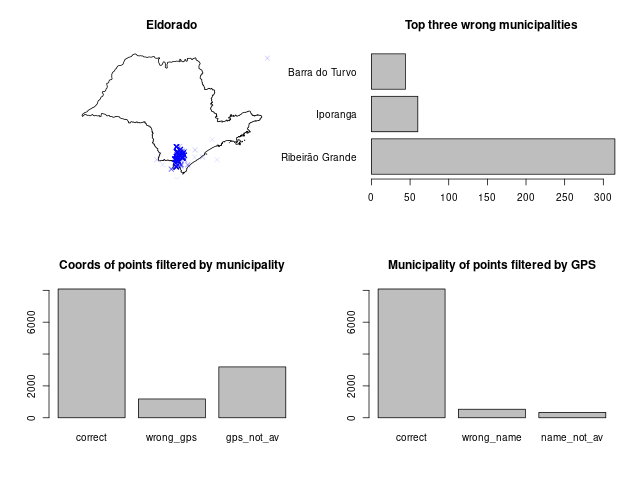 Eldorado
Top three wrong municipalities
Barra do Turvo
Iporanga
Ribeirão Grande
0 50 100 150 200 250 300
Coords of points filtered by municipality
0 2000 6000
correct wrong_gps gps_not_av
Municipality of points filtered by GPS
0 2000 6000
correct wrong_name name_not_av